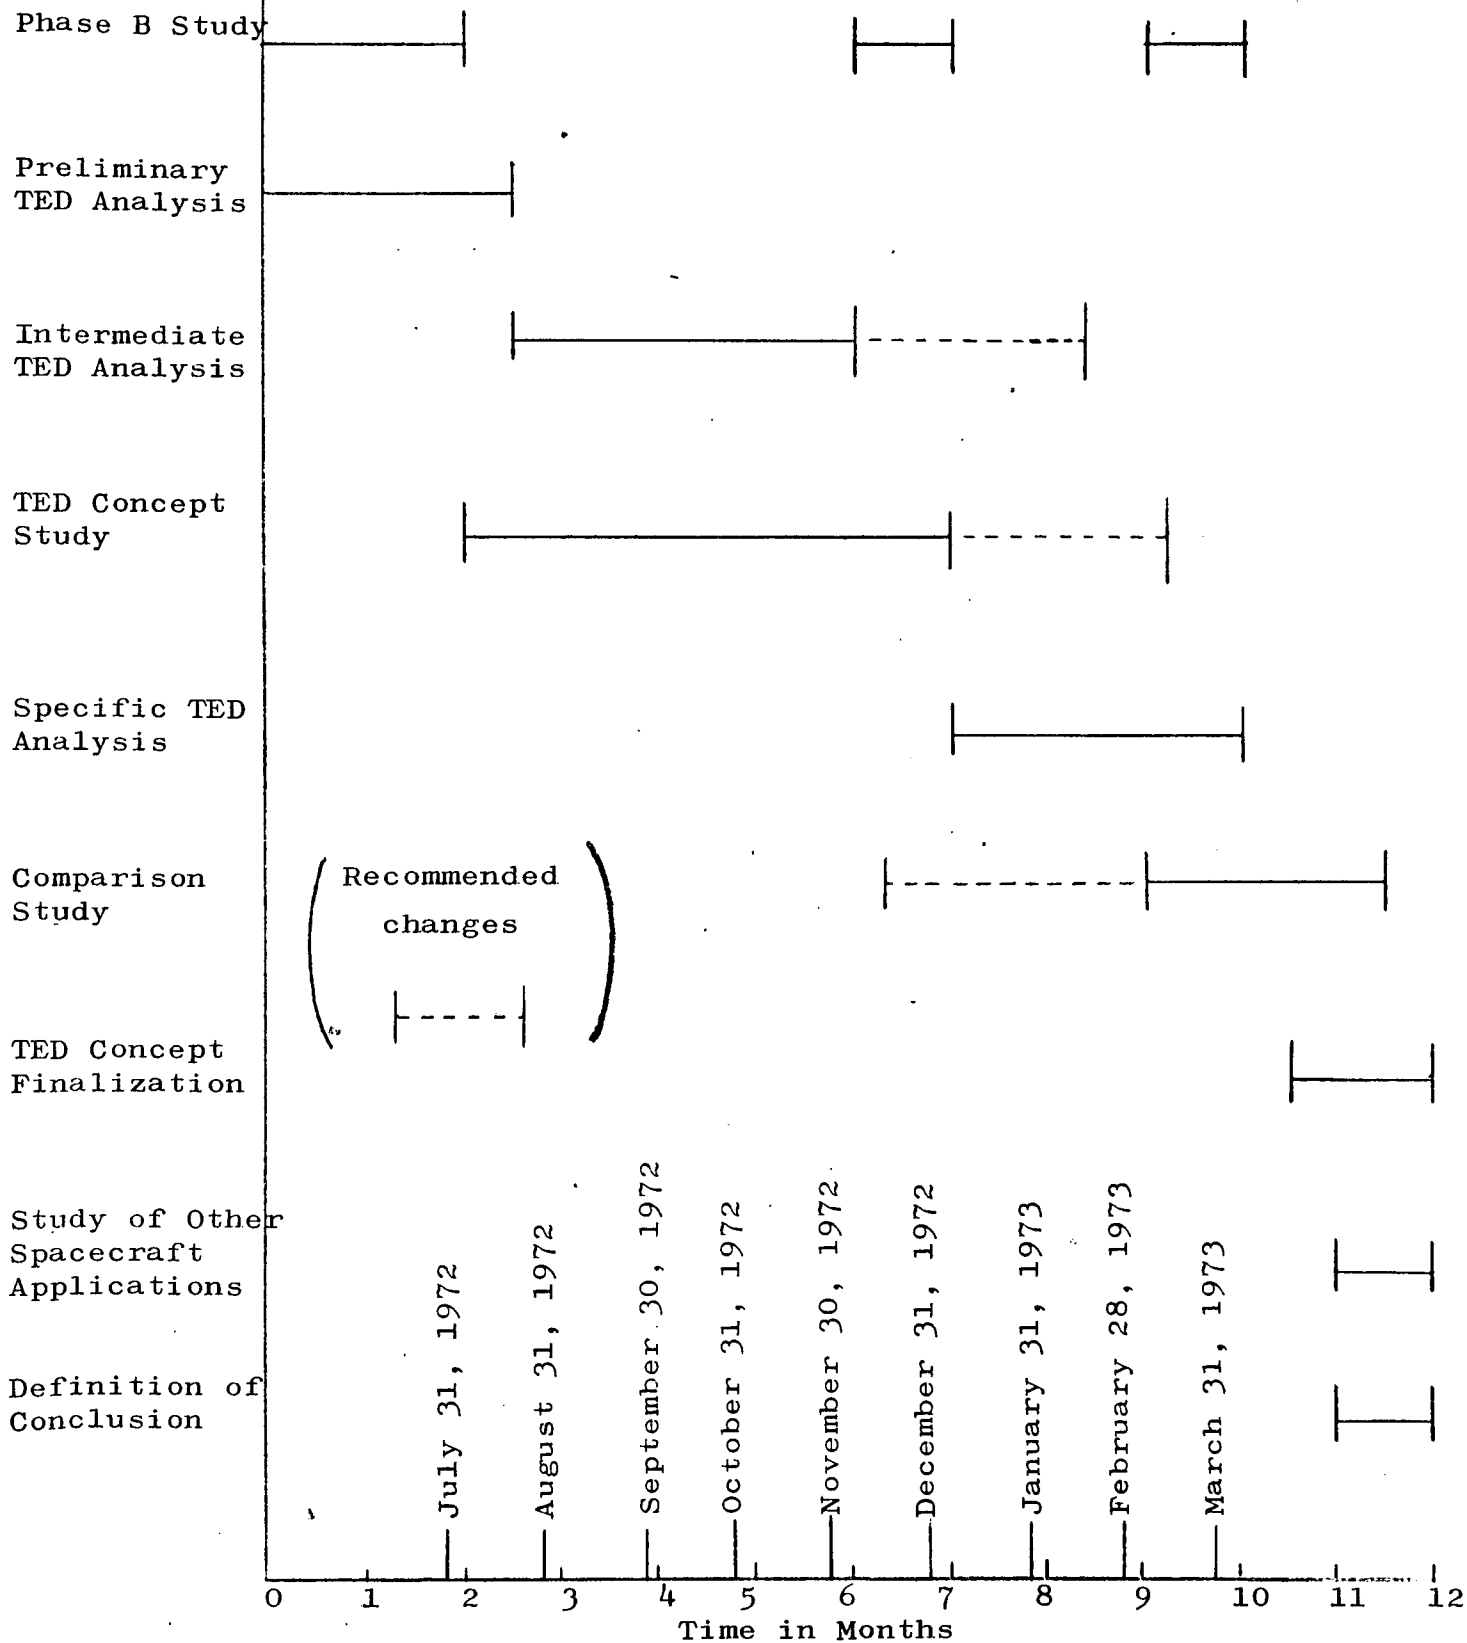 Phase B Study
Preliminary
TED Analysis
Intermediate
TED Analysis
TED Concept
Study
Specific TED
Analysis
Comparison
Study
(Recommended
changes)
TED Concept
Finalization
Study of Other
Spacecraft
Applications
Definition of
Conclusion
July 31, 1972
August 31, 1972
September 30, 1972
October 31, 1972
November 30, 1972
December 31, 1972
January 31, 1973
February 28, 1973
March 31, 1973
0 1 2 3 4 5 6 7 8 9 10 11 12
Time in Months